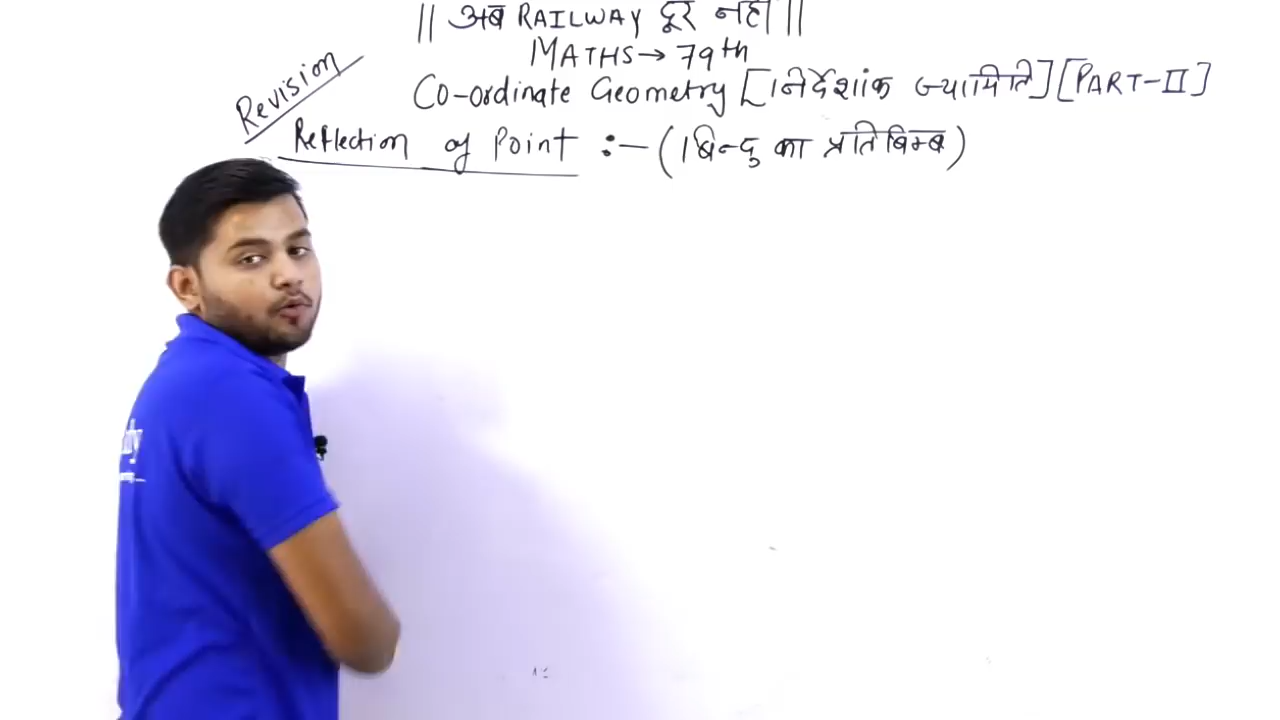 || अब RAILWAY दूर नहीं ||
MATHS → 79th
Co-ordinate Geometry [निर्देशांक ज्यामिति] [PART-II]
Revision
Reflection of Point :- (बिन्दु का प्रतिबिम्ब)